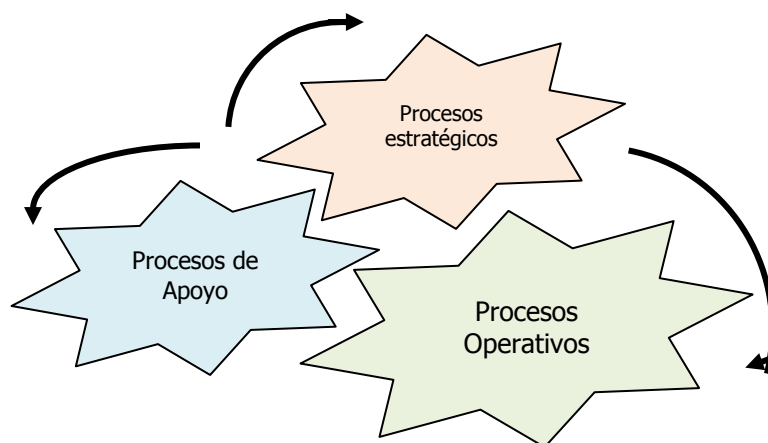 Procesos
estratégicos
Procesos de
Apoyo
Procesos
Operativos